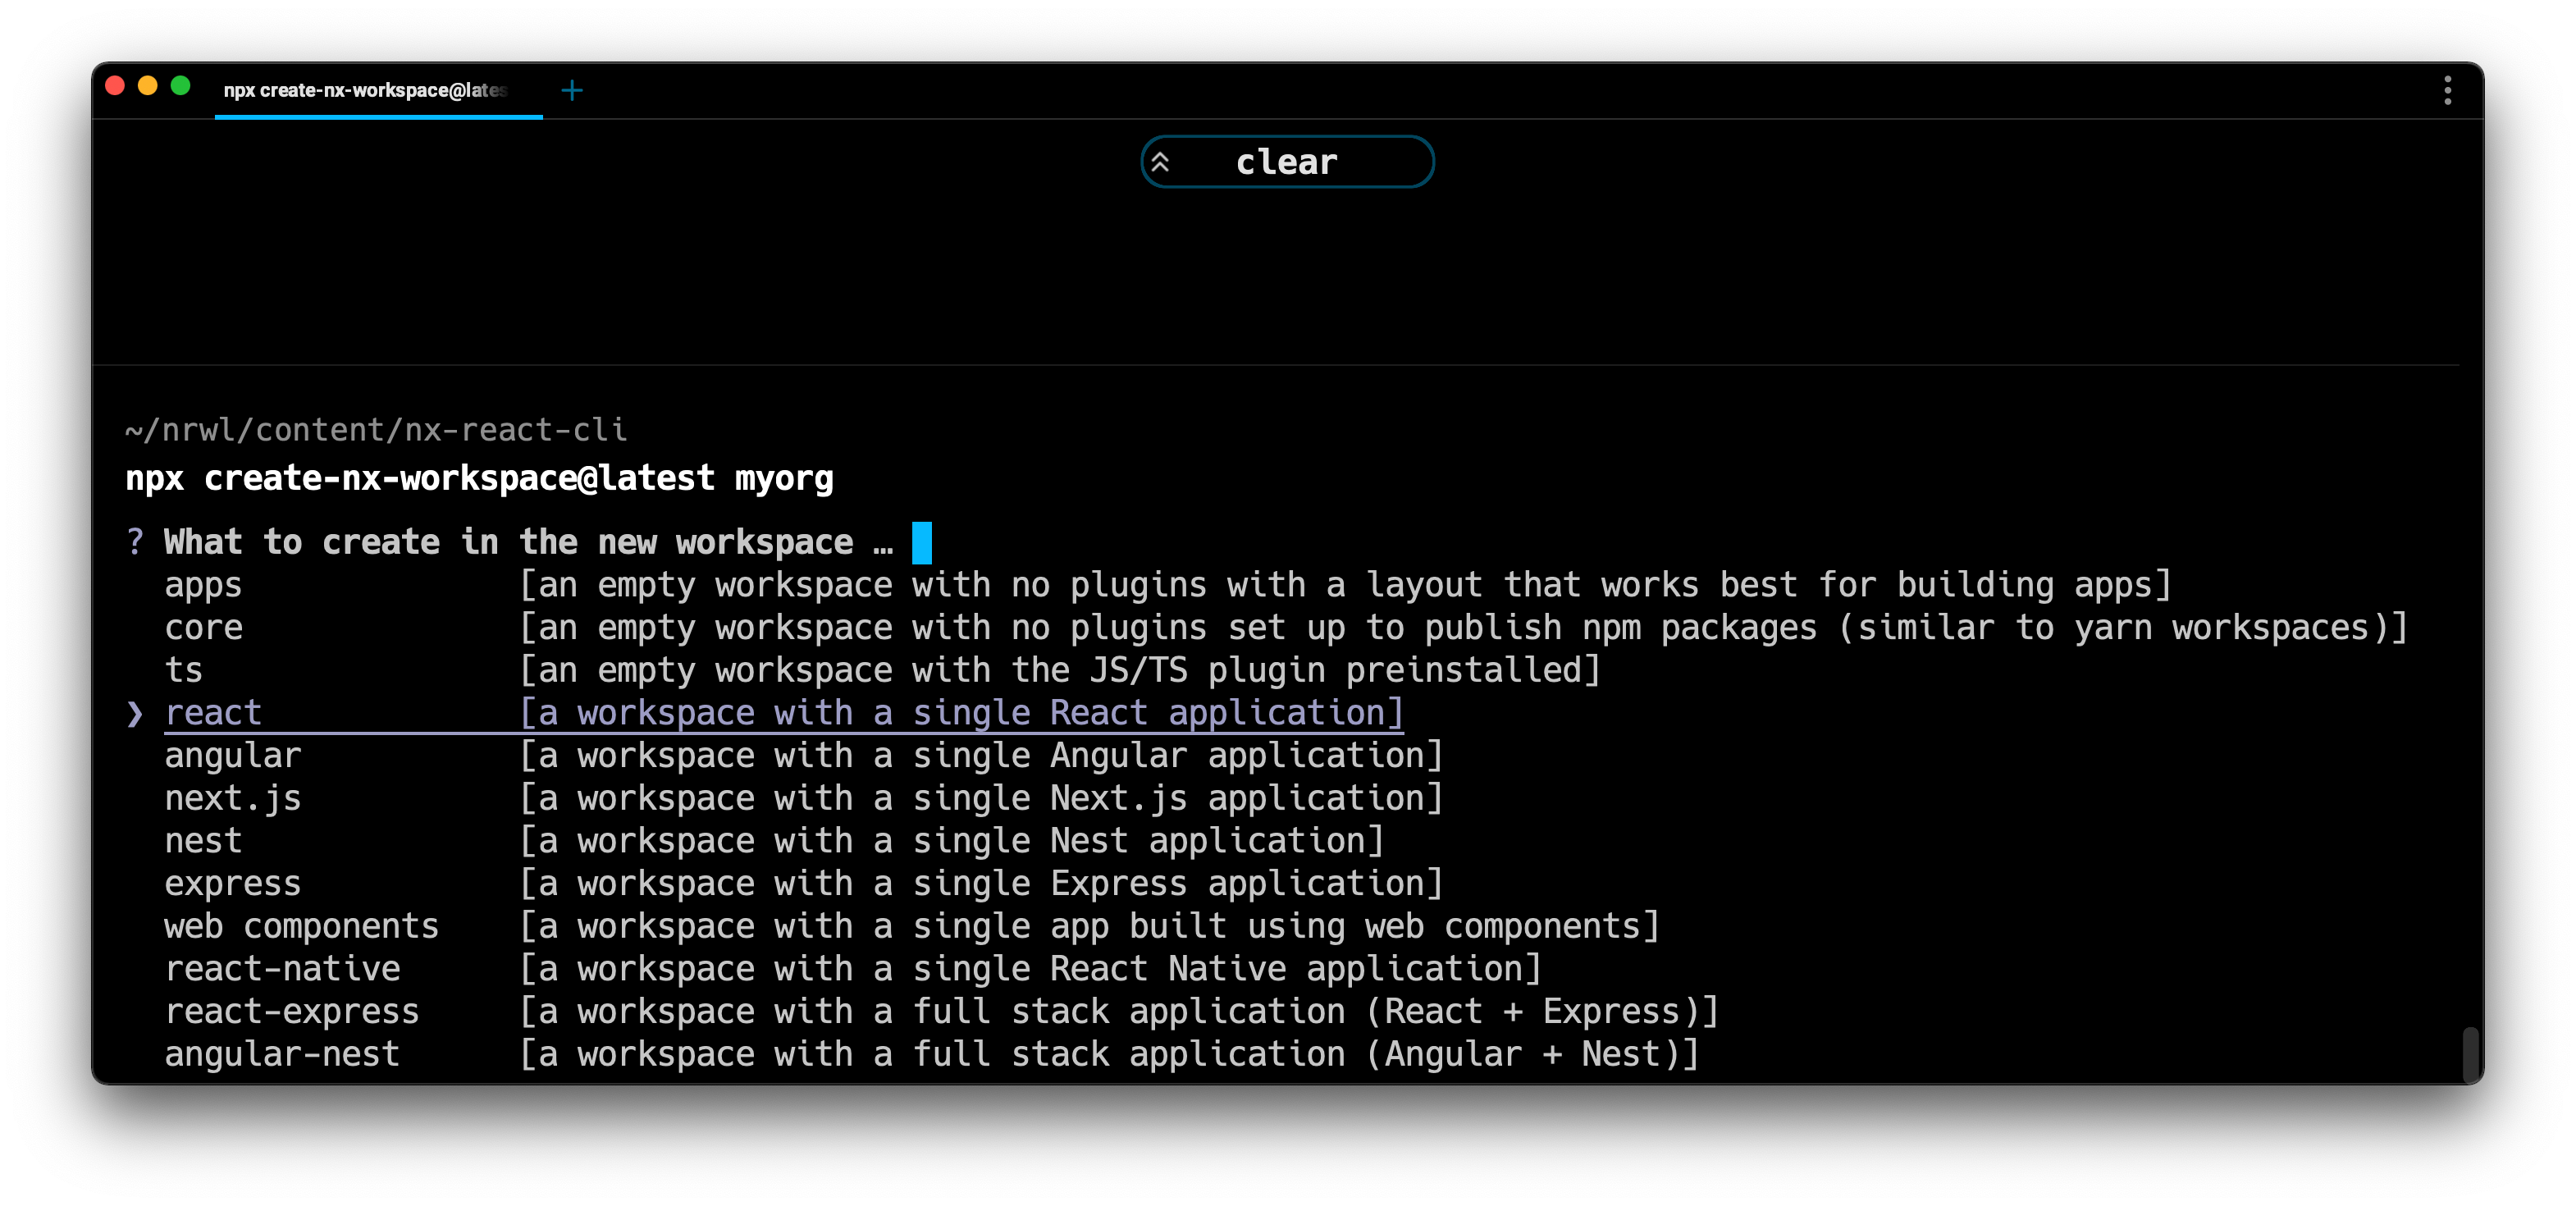 npx create-nx-workspace@lates
clear
~/nrwl/content/nx-react-cli
npx create-nx-workspace@latest myorg
? What to create in the new workspace …
apps [an empty workspace with no plugins with a layout that works best for building apps]
core [an empty workspace with no plugins set up to publish npm packages (similar to yarn workspaces)]
ts [an empty workspace with the JS/TS plugin preinstalled]
❯ react [a workspace with a single React application]
angular [a workspace with a single Angular application]
next.js [a workspace with a single Next.js application]
nest [a workspace with a single Nest application]
express [a workspace with a single Express application]
web components [a workspace with a single app built using web components]
react-native [a workspace with a single React Native application]
react-express [a workspace with a full stack application (React + Express)]
angular-nest [a workspace with a full stack application (Angular + Nest)]